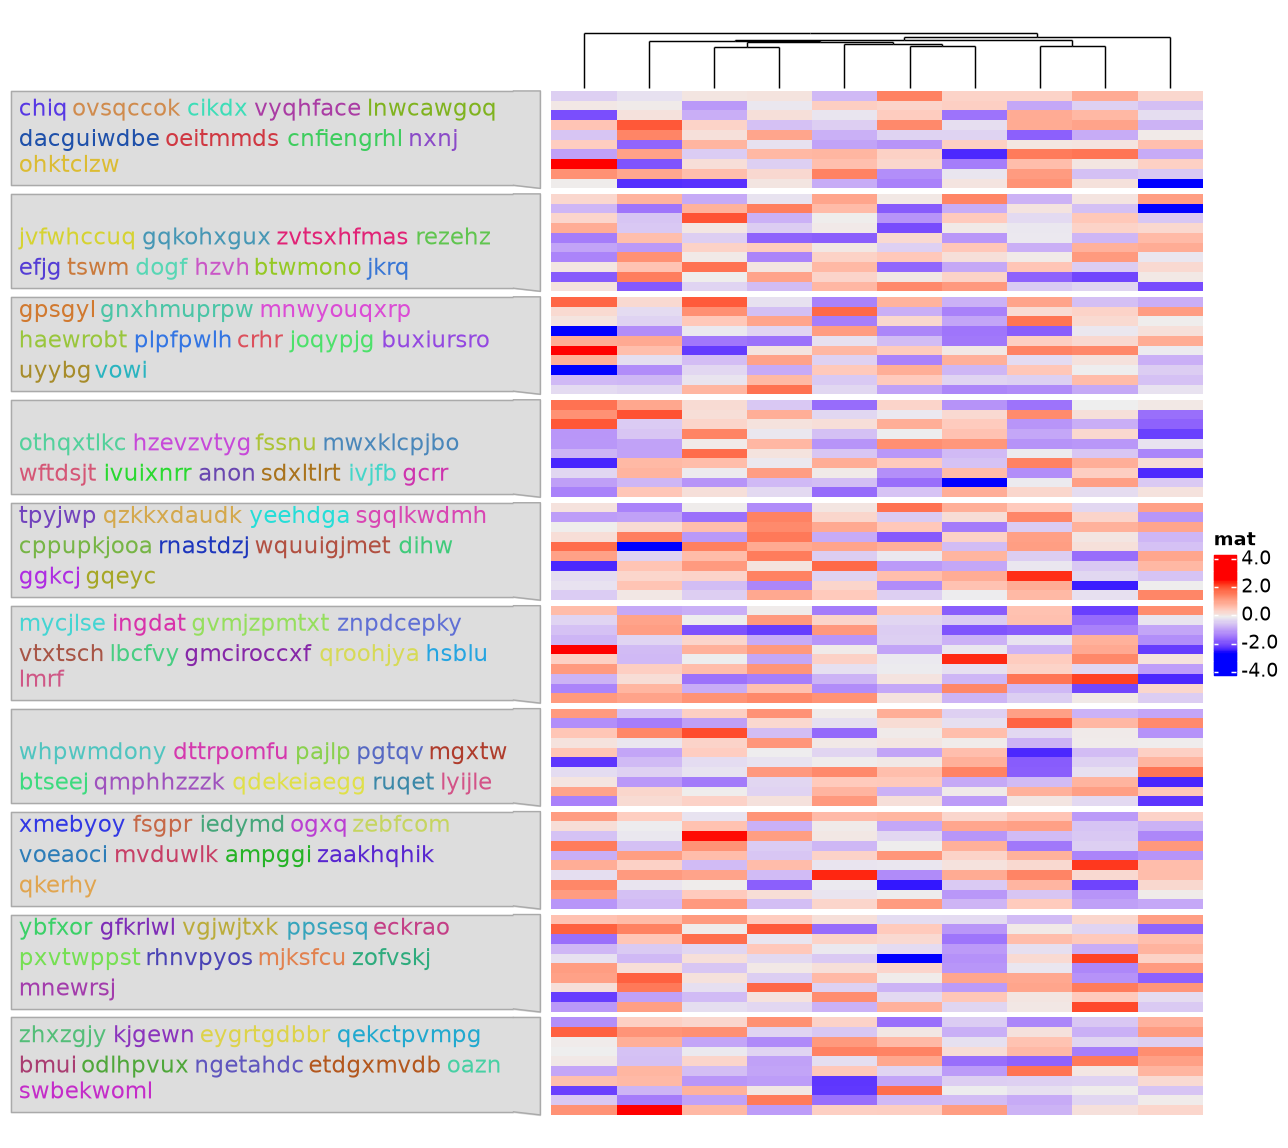 chiq ovsqccok cikdx vyqhface lnwcawgoq
dacguiwdbe oeitmmds cnfiengrhl nxnj
ohktclzw
jvfwhccuq gqkohxgux zvtsxhfmas rezehz
efjg tswm dogf hzvh btwmono jkrq
gpsgyl gnxhmuprpw mnwyouqxrp
haewrobt plpfpwlh crhr joqypjg buxiursro
uyybg vowi
othqxtlkc hzevzvtyg fssnu mwxklcpjbo
wftdsjt ivuixnrr anon sdxltlrt ivjfb gcrr
tpyjwp qzkkxdaudk yeehdga sgqlkwdmh
cppupkjooa rnastdzj wquuigjmet dihw
ggkcj gqeyc
mycjlse ingdat gvmjzpmtxt znpdcepky
vtxtsch lbcfvy gmciroccxf qroohjya hsblu
lmrf
whpwmdony dttrpomfu pajlp pgtqv mgxtw
btseej qmphhzzzk qdekeiaegg ruqet lyijle
xmebyoy fsgpr iedymd ogxq zebfcom
voeaoci mvduwlk ampggi zaakhqhik
qkerhy
ybfxor gfkrlwl vgjwjtxk ppsesq eckrao
pxvtwppst rhnvpyos mjksfcu zofvskj
mnewrsj
zhxzgjy kjgewn eygrtgdbbr qekctpvmpg
bmui odlhpvux ngetahdc etdgxmvdb oazn
swbekwoml
mat
4.0
2.0
0.0
-2.0
-4.0